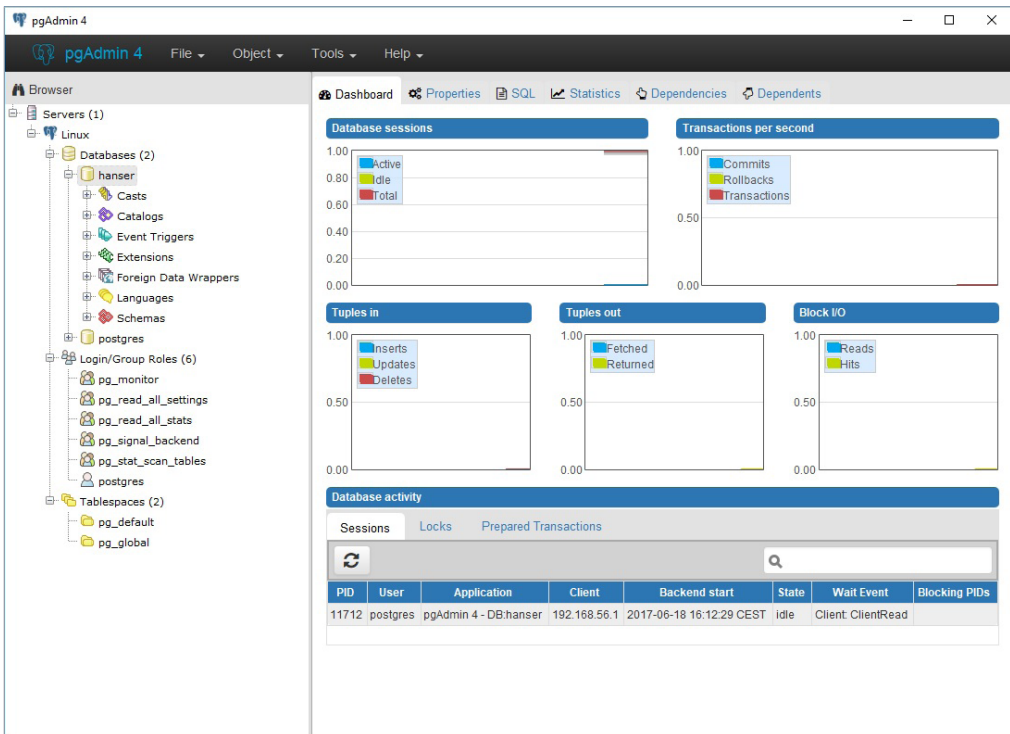 pgAdmin 4
pgAdmin 4 File Object Tools Help
Browser
Servers (1)
Linux
Databases (2)
hanser
Casts
Catalogs
Event Triggers
Extensions
Foreign Data Wrappers
Languages
Schemas
postgres
Login/Group Roles (6)
pg_monitor
pg_read_all_settings
pg_read_all_stats
pg_signal_backend
pg_stat_scan_tables
postgres
Tablespaces (2)
pg_default
pg_global
Dashboard Properties SQL Statistics Dependencies Dependents
Database sessions
1.00
0.80
0.60
0.40
0.20
0.00
Active
Idle
Total
Transactions per second
1.00
0.50
0.00
Commits
Rollbacks
Transactions
Tuples in
1.00
0.50
0.00
Inserts
Updates
Deletes
Tuples out
1.00
0.50
0.00
Fetched
Returned
Block I/O
1.00
0.50
0.00
Reads
Hits
Database activity
Sessions Locks Prepared Transactions
PID User Application Client Backend start State Wait Event Blocking PIDs
11712 postgres pgAdmin 4 - DB:hanser 192.168.56.1 2017-06-18 16:12:29 CEST idle Client: ClientRead